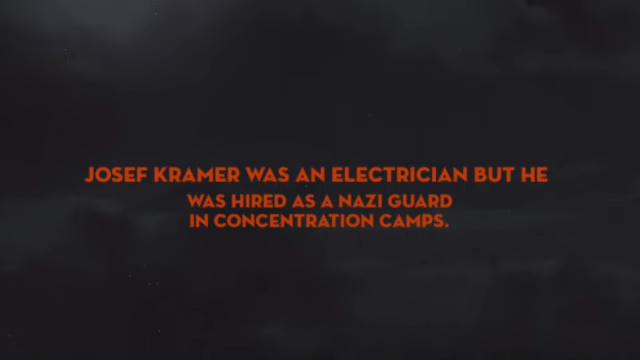 JOSEF KRAMER WAS AN ELECTRICIAN BUT HE
WAS HIRED AS A NAZI GUARD
IN CONCENTRATION CAMPS.